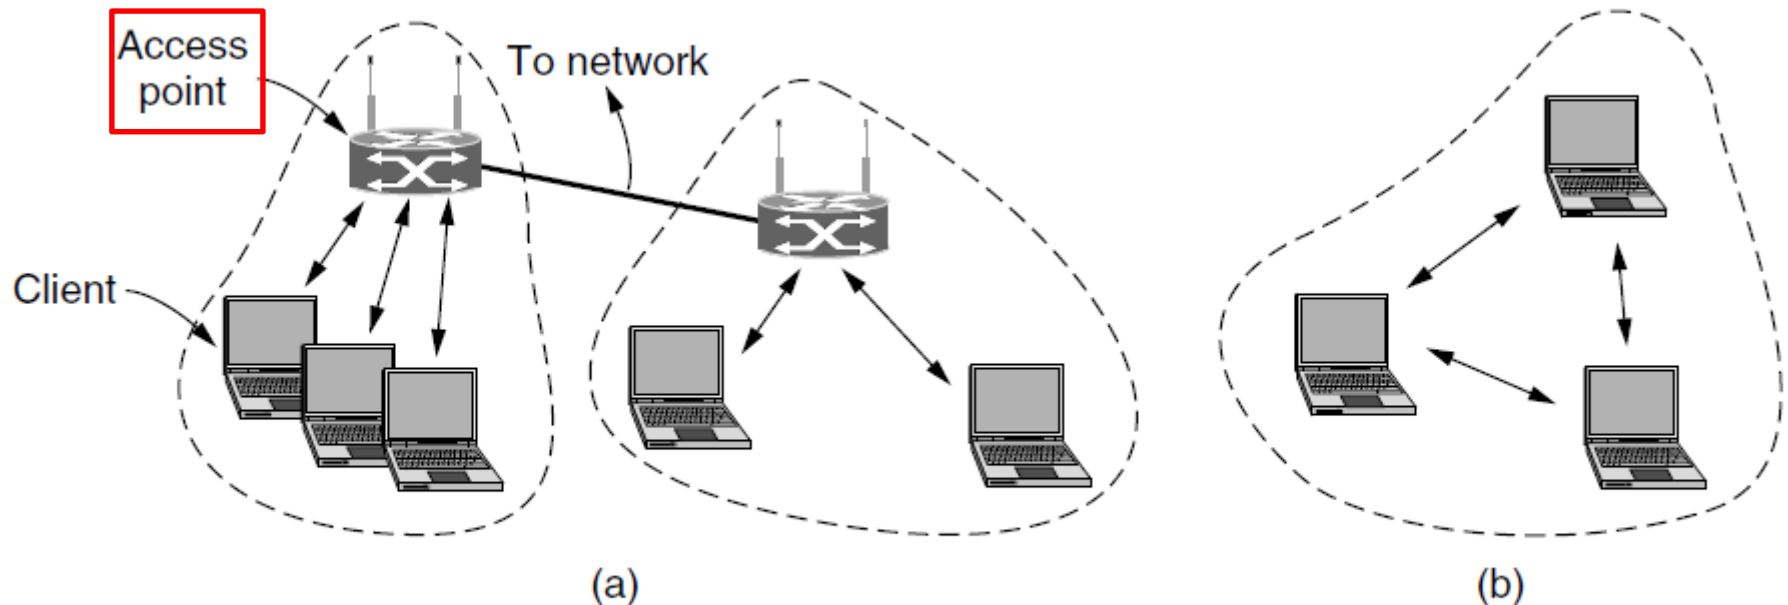 Access
point
To network
Client
(a)
(b)